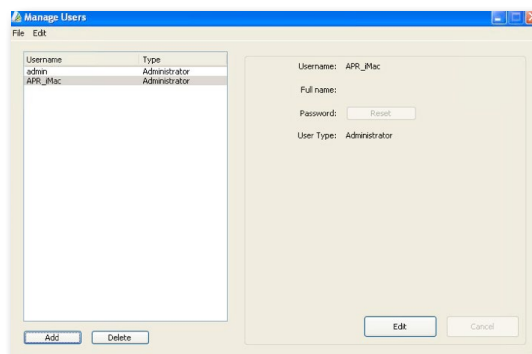 Manage Users
File Edit
Username Type
admin Administrator
APR_iMac Administrator
Add Delete
Username: APR_iMac
Full name:
Password: Reset
User Type: Administrator
Edit Cancel